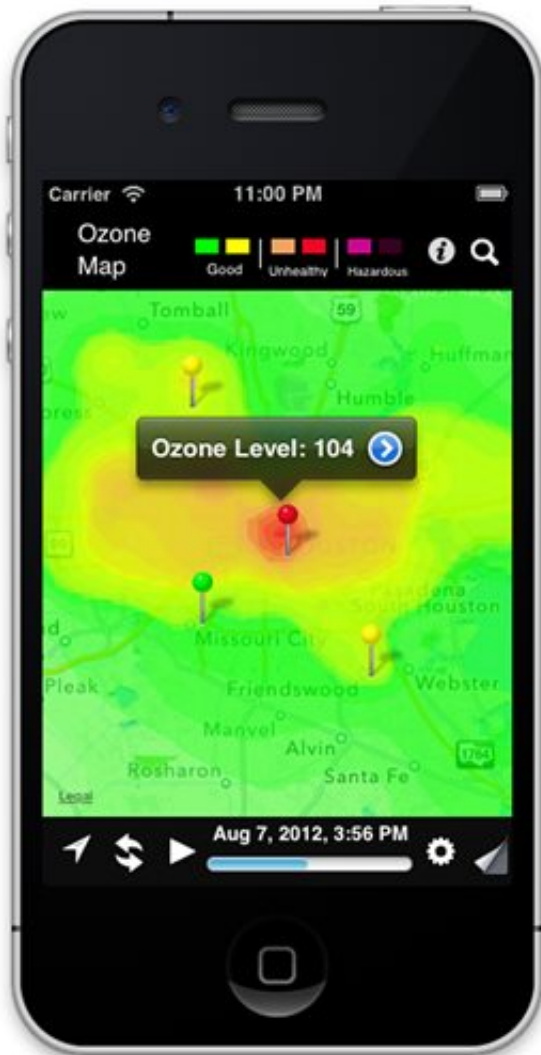 Carrier 11:00 PM
Ozone
Map
Good Unhealthy Hazardous
Tomball
59
Kingwood
Huffman
Humble
Ozone Level: 104
HOUSTON
Pasadena
South Houston
Missouri City
Pleak
Friendswood
Webster
Manvel
Alvin
1764
Rosharon
Santa Fe
Legal
Aug 7, 2012, 3:56 PM